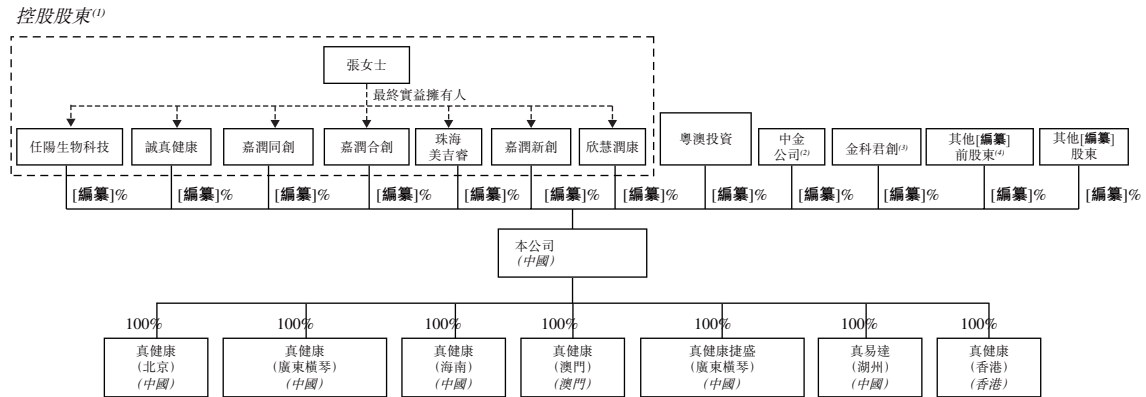 控股股東(1)
張女士
最終實益擁有人
任陽生物科技
誠真健康
嘉潤同創
嘉潤合創
珠海
美吉睿
嘉潤新創
欣慧潤康
粵澳投資
中金
公司(2)
金科君創(3)
其他[編纂]
前股東(4)
其他[編纂]
股東
[編纂]%
[編纂]%
[編纂]%
[編纂]%
[編纂]%
[編纂]%
[編纂]%
[編纂]%
[編纂]%
[編纂]%
[編纂]%
[編纂]%
本公司
(中國)
100%
100%
100%
100%
100%
100%
100%
真健康
(北京)
(中國)
真健康
(廣東橫琴)
(中國)
真健康
(海南)
(中國)
真健康
(澳門)
(澳門)
真健康捷盛
(廣東橫琴)
(中國)
真易達
(湖州)
(中國)
真健康
(香港)
(香港)